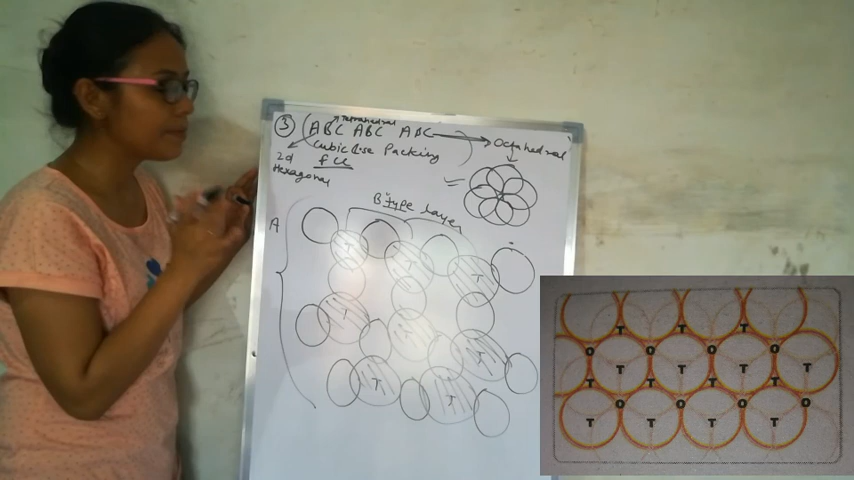 Tetrahedral
③ (ABC ABC ABC → Octahedral
Cubic Close Packing
fcc
2d
Hexagonal
B type Layer
A
T T T
T T T
T T T
T T T
O O O O
T T T T
T T T T
O O O O
T T T T